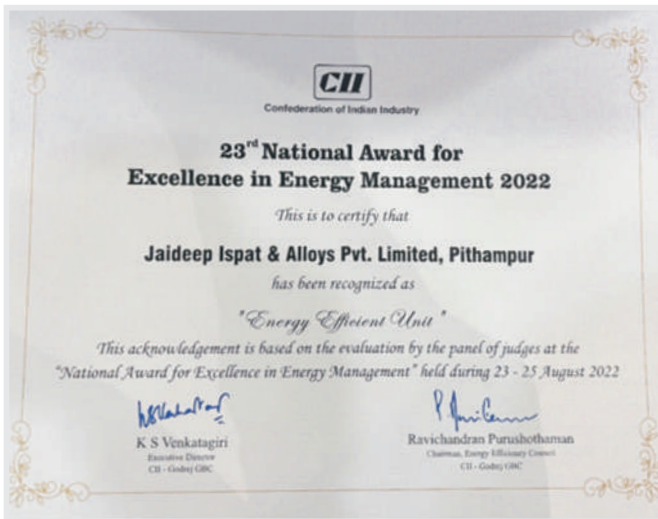 CII
Confederation of Indian Industry
23rd National Award for
Excellence in Energy Management 2022
This is to certify that
Jaideep Ispat & Alloys Pvt. Limited, Pithampur
has been recognized as
"Energy Efficient Unit"
This acknowledgement is based on the evaluation by the panel of judges at the
"National Award for Excellence in Energy Management" held during 23 - 25 August 2022
K S Venkatagiri
Executive Director
CII - Godrej GBC
Ravichandran Purushothaman
Chairman, Energy Efficiency Council
CII - Godrej GBC